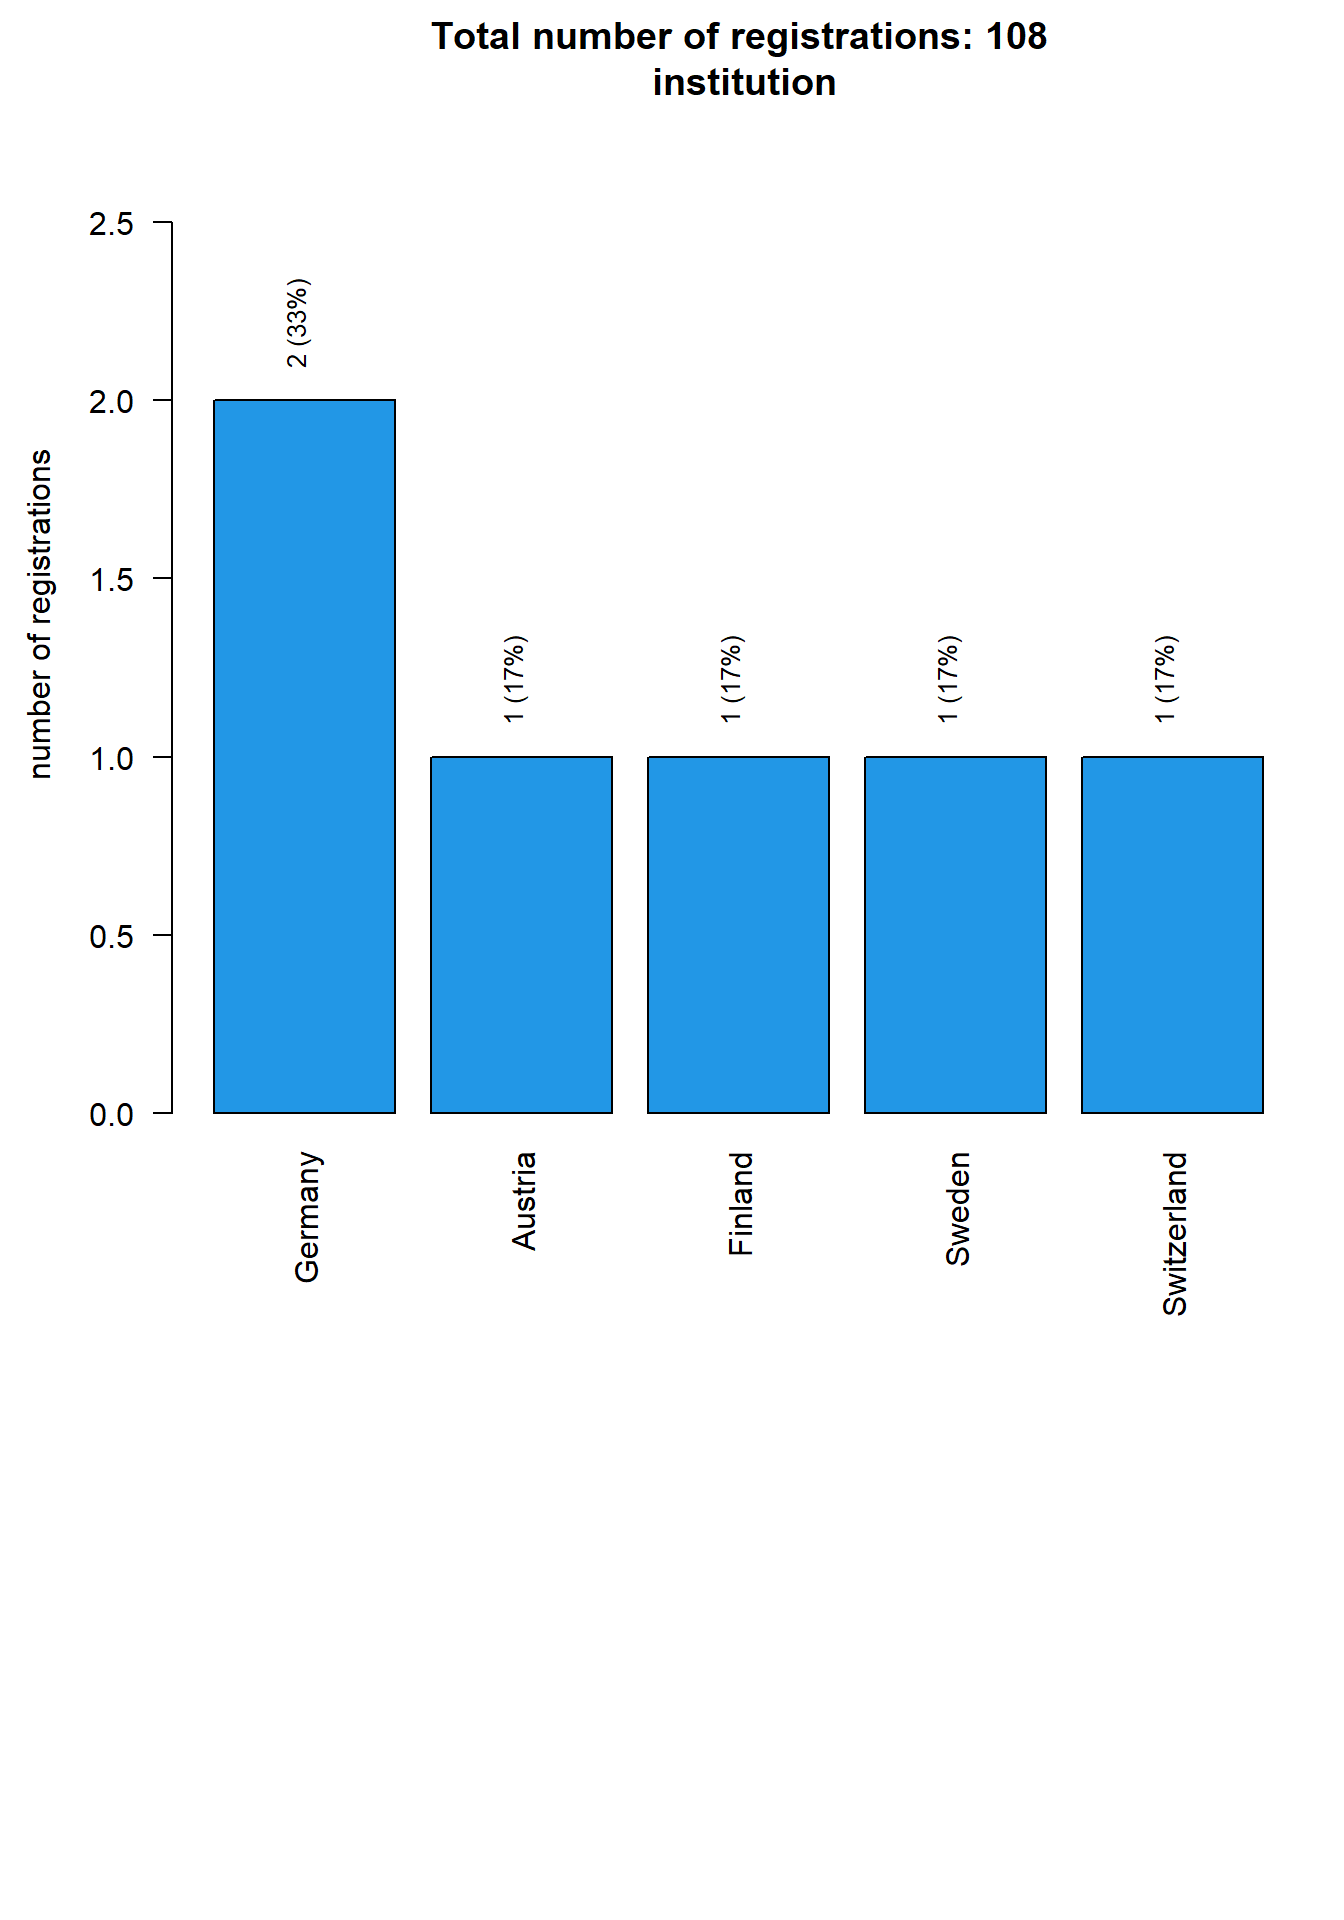 Total number of registrations: 108
institution
number of registrations
2.5
2.0
1.5
1.0
0.5
0.0
2 (33%)
1 (17%)
1 (17%)
1 (17%)
1 (17%)
Germany
Austria
Finland
Sweden
Switzerland